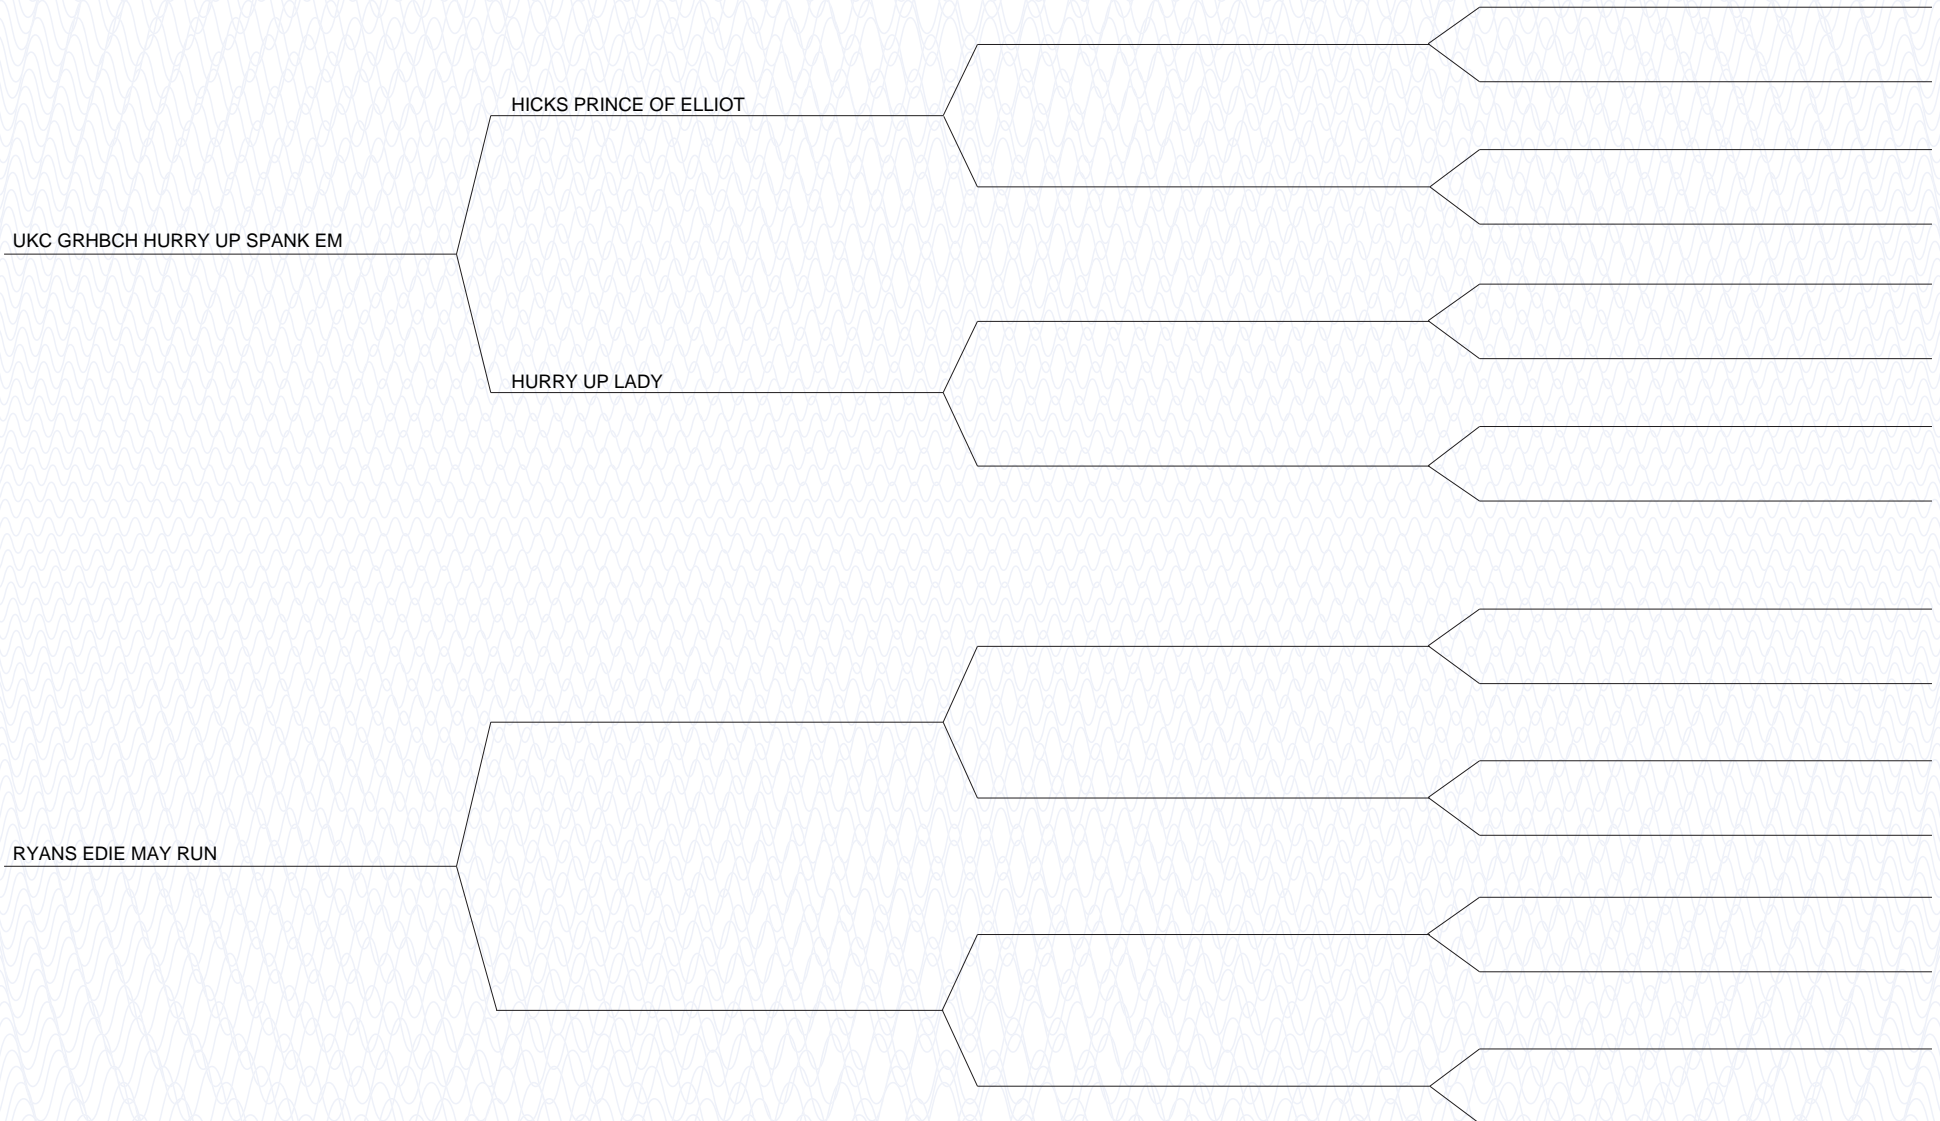 HICKS PRINCE OF ELLIOT
UKC GRHBCH HURRY UP SPANK EM
HURRY UP LADY
RYANS EDIE MAY RUN